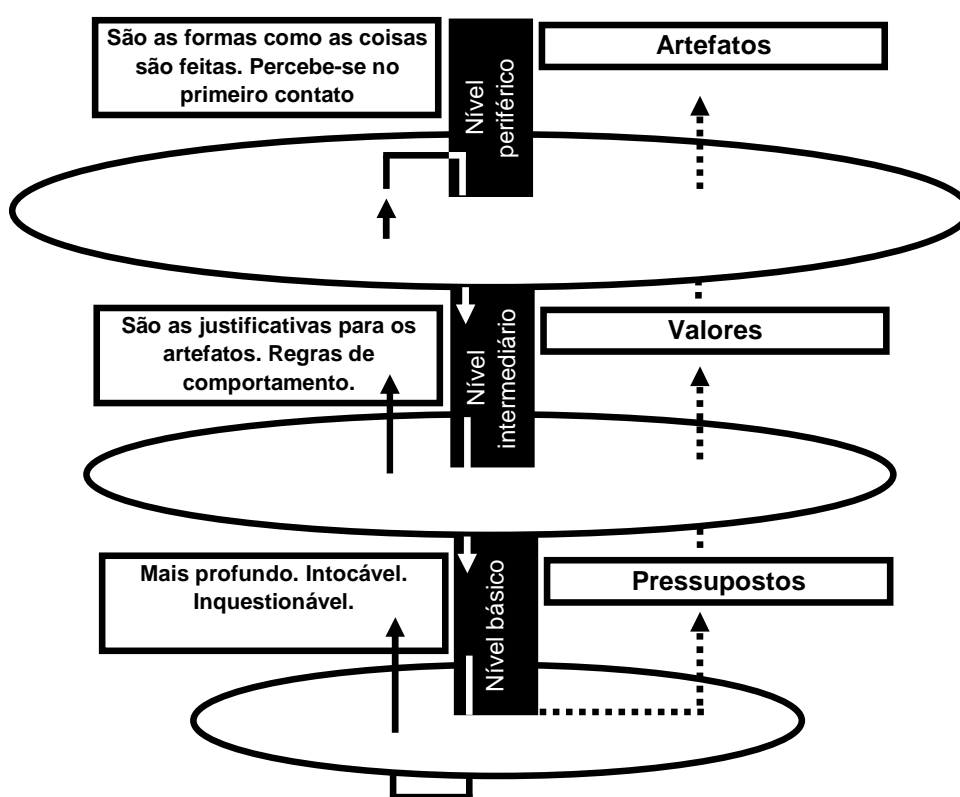 São as formas como as coisas
são feitas. Percebe-se no
primeiro contato
Nível
periférico
Artefatos
São as justificativas para os
artefatos. Regras de
comportamento.
Nível
intermediário
Valores
Mais profundo. Intocável.
Inquestionável.
Nível básico
Pressupostos